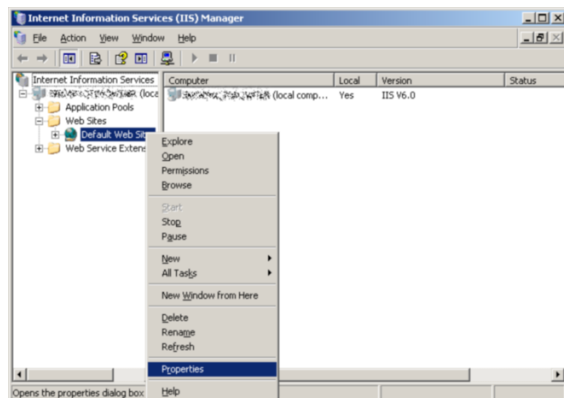 Internet Information Services (IIS) Manager
File Action View Window Help
Internet Information Services
Computer Local Version Status
(loca
(local comp... Yes IIS V6.0
Application Pools
Web Sites
Default Web Sit
Web Service Extens
Explore
Open
Permissions
Browse
Start
Stop
Pause
New
All Tasks
New Window from Here
Delete
Rename
Refresh
Properties
Help
Opens the properties dialog box